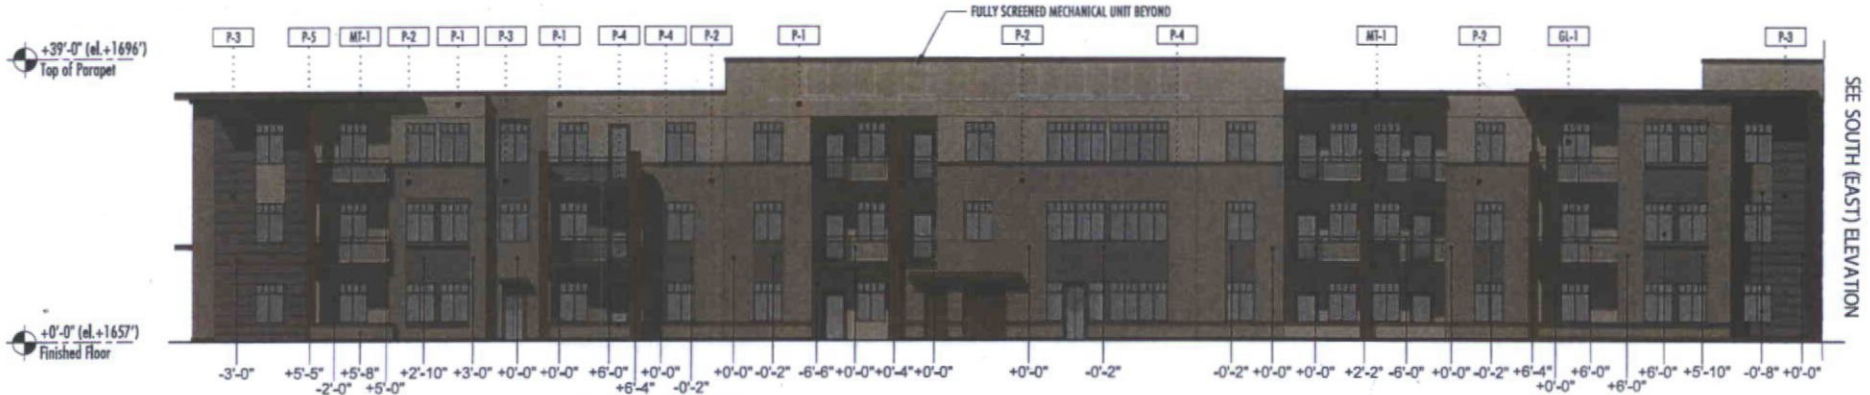 FULLY SCREENED MECHANICAL UNIT BEYOND
P-3 P-5 MT-1 P-2 P-1 P-3 P-1 P-4 P-4 P-2 P-1 P-2 P-4 MT-1 P-2 GL-1 P-3
+39'-0" (el.+1696')
Top of Parapet
SEE SOUTH (EAST) ELEVATION
+0'-0" (el.+1657')
Finished Floor
-3'-0" +5'-5" +5'-8" +2'-10" +3'-0" +0'-0" +0'-0" +6'-0" +0'-0" +0'-0" -0'-2" -6'-6" +0'-0" +0'-4" +0'-0" +0'-0" -0'-2" -0'-2" +0'-0" +0'-0" +2'-2" -6'-0" +0'-0" -0'-2" +6'-4" +6'-0" +6'-0" +5'-10" -0'-8" +0'-0"
-2'-0" +5'-0" +6'-4" -0'-2" +0'-0" +6'-0"